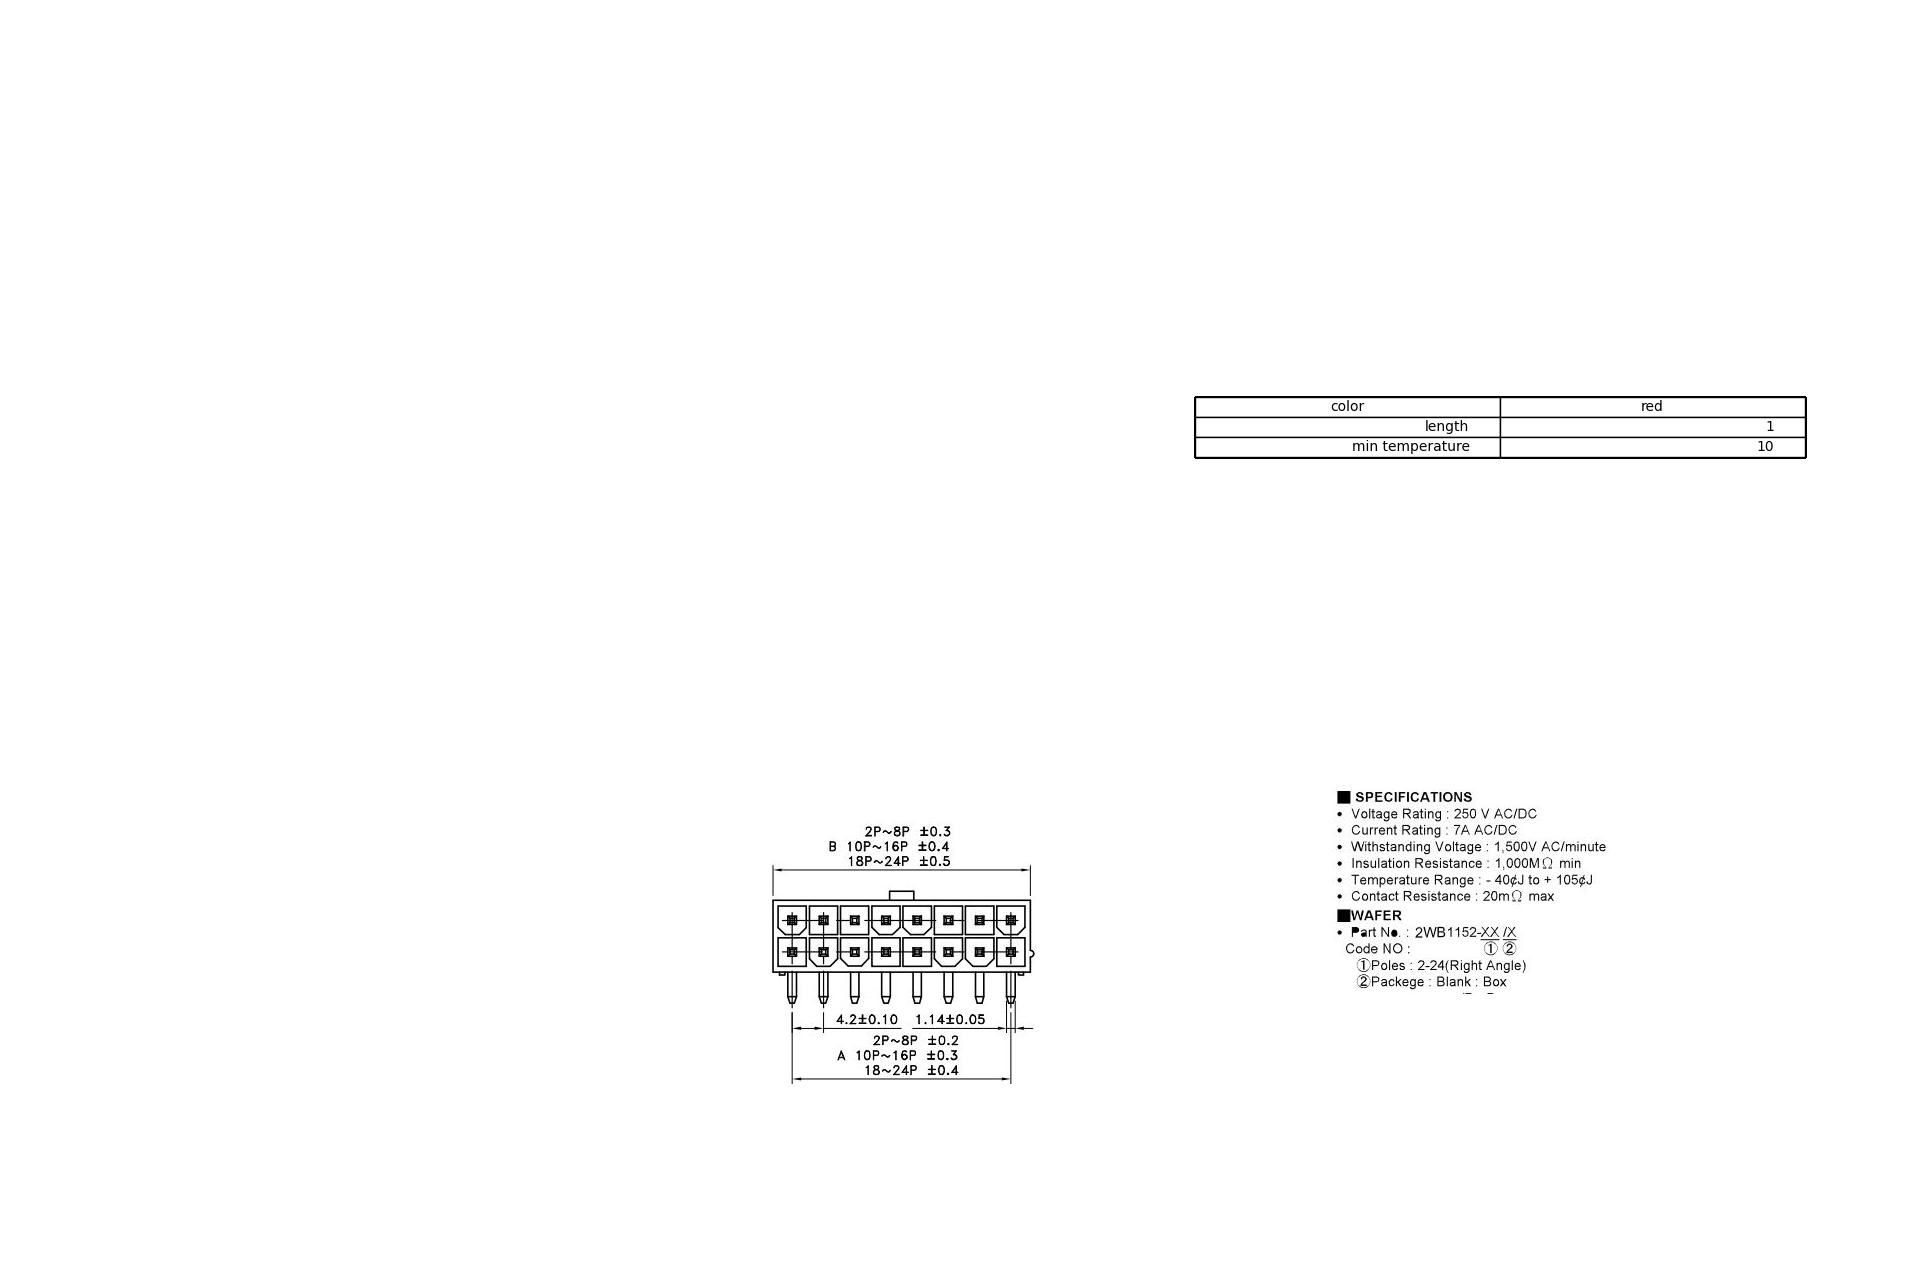 color red
length 1
min temperature 10
■ SPECIFICATIONS
• Voltage Rating : 250 V AC/DC
• Current Rating : 7A AC/DC
• Withstanding Voltage : 1,500V AC/minute
• Insulation Resistance : 1,000MΩ min
• Temperature Range : - 40¢J to + 105¢J
• Contact Resistance : 20mΩ max
■WAFER
• Part No. : 2WB1152-XX /X
Code NO : ① ②
①Poles : 2-24(Right Angle)
②Packege : Blank : Box
2P~8P ±0.3
B 10P~16P ±0.4
18P~24P ±0.5
4.2±0.10 1.14±0.05
2P~8P ±0.2
A 10P~16P ±0.3
18~24P ±0.4